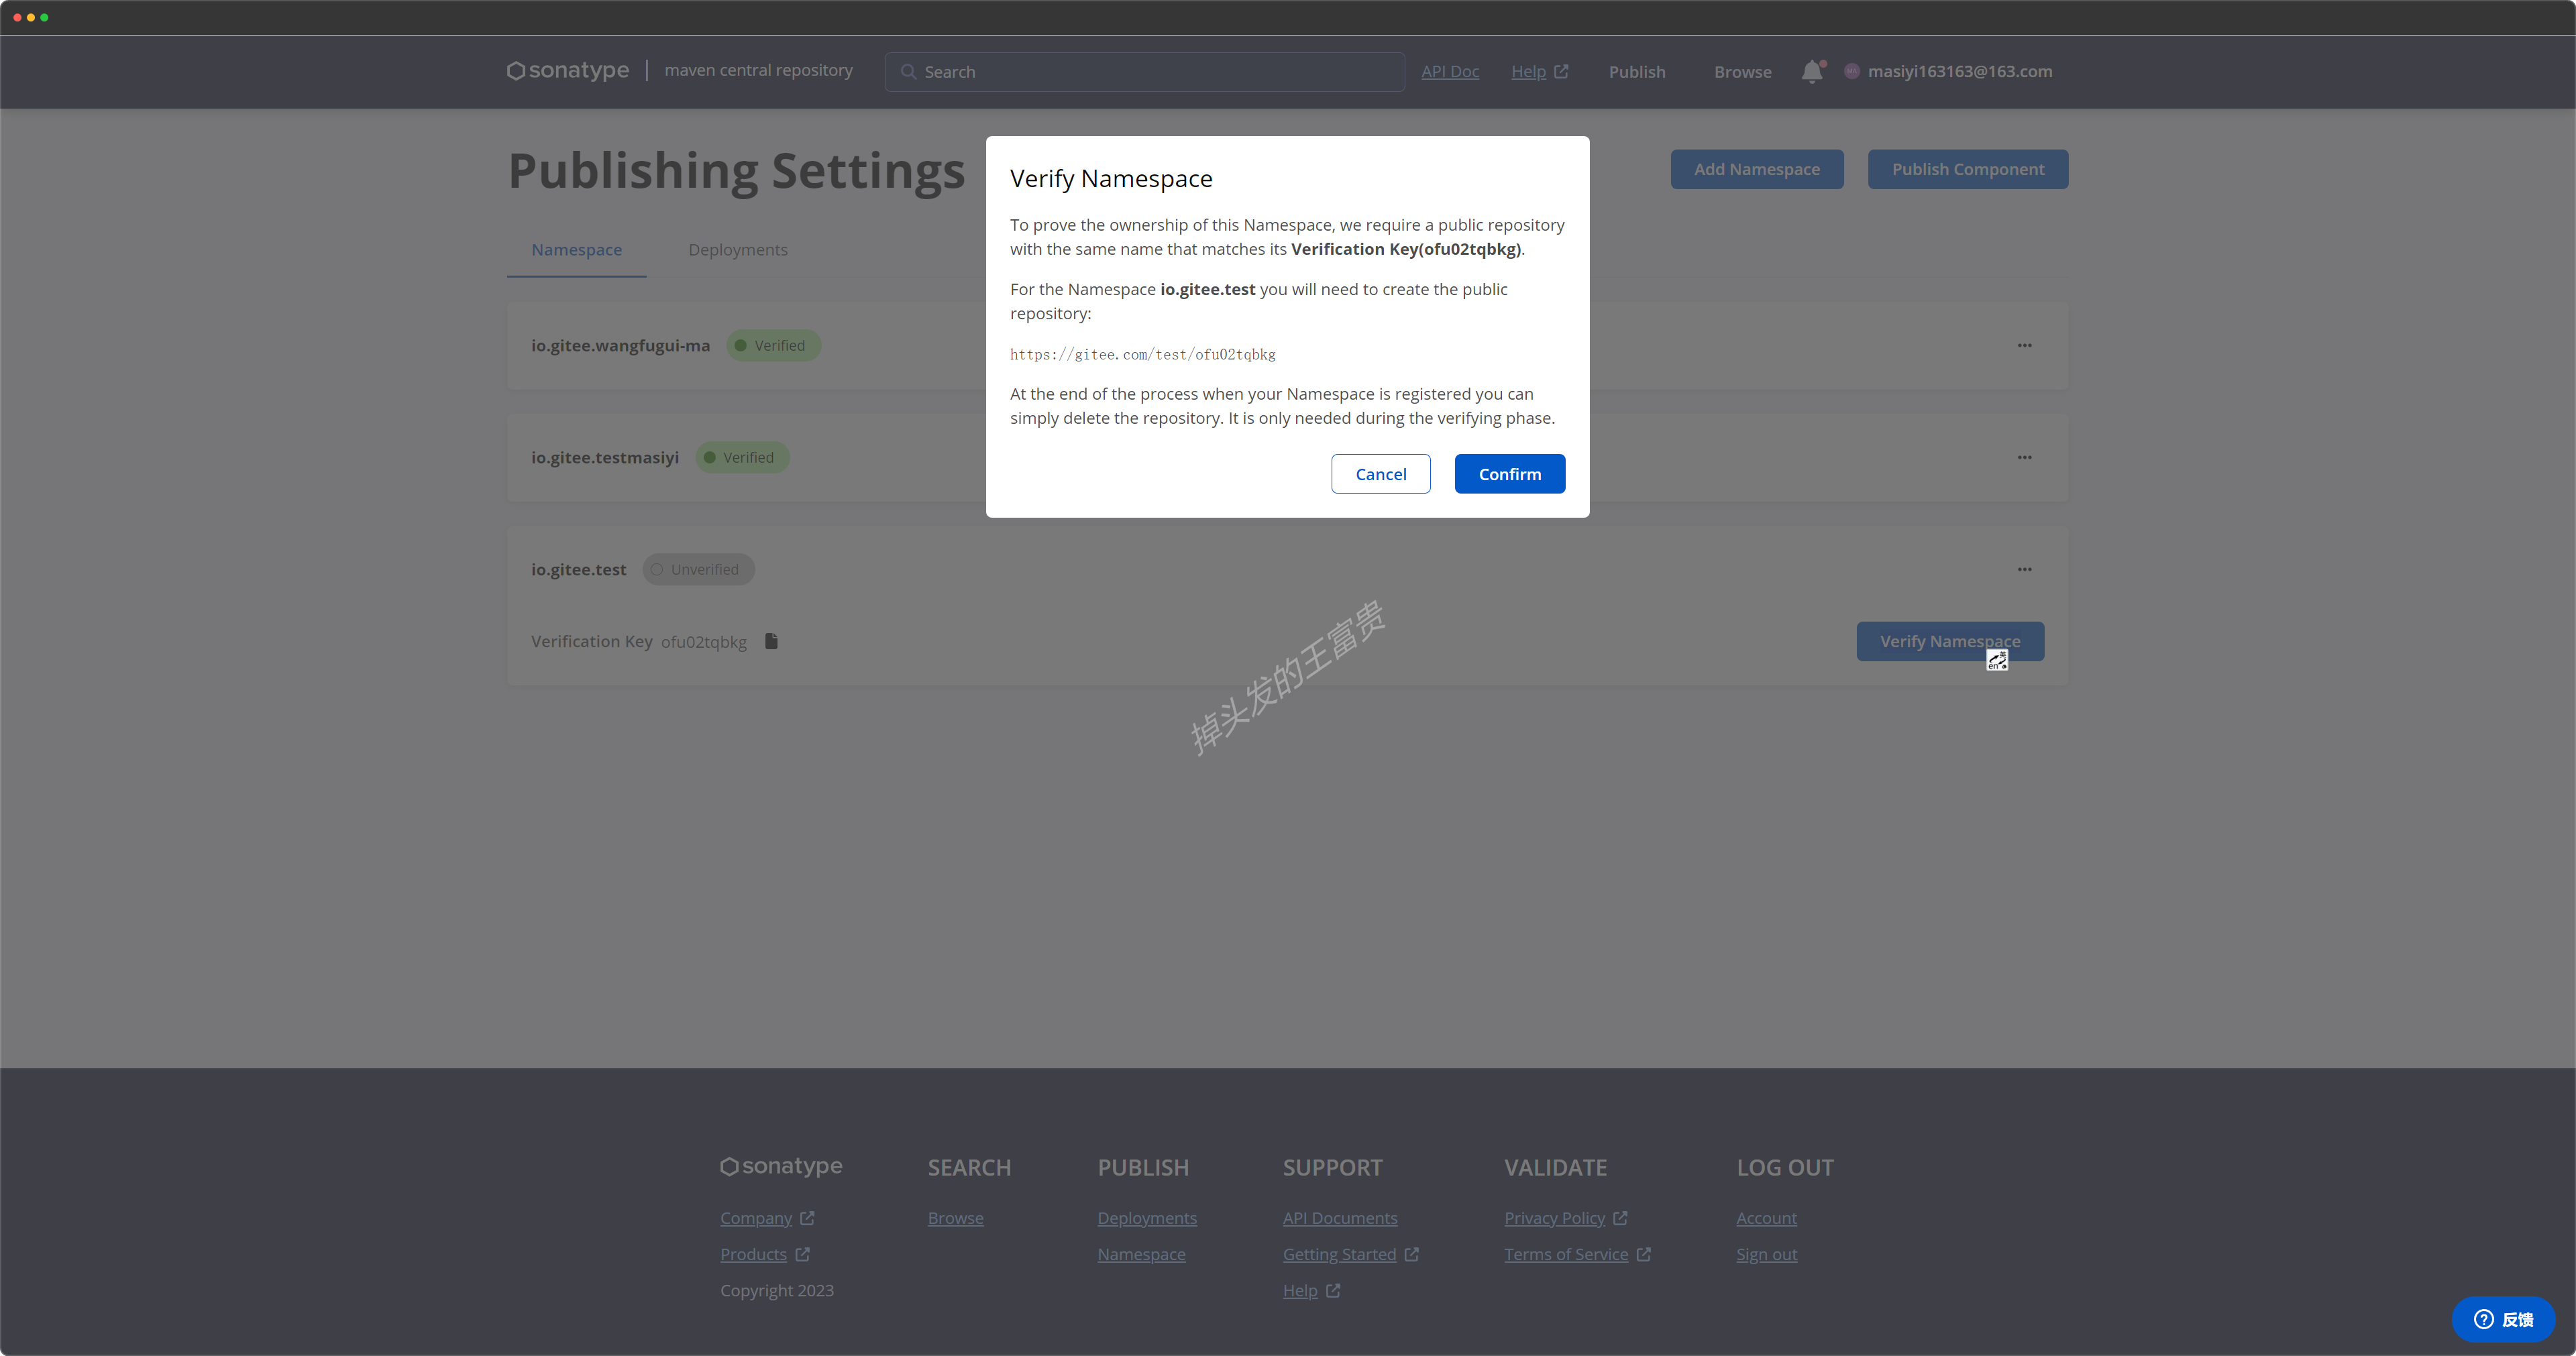 sonatype | maven central repository
Search
API Doc
Help
Publish
Browse
masiyi163163@163.com
Publishing Settings
Add Namespace
Publish Component
Namespace
Deployments
Verify Namespace
To prove the ownership of this Namespace, we require a public repository
with the same name that matches its Verification Key(ofu02tqbkg).
For the Namespace io.gitee.test you will need to create the public
repository:
https://gitee.com/test/ofu02tqbkg
At the end of the process when your Namespace is registered you can
simply delete the repository. It is only needed during the verifying phase.
Cancel
Confirm
io.gitee.wangfugui-ma
Verified
io.gitee.testmasiyi
Verified
io.gitee.test
Unverified
Verification Key ofu02tqbkg
Verify Namespace
掉头发的王富贵
sonatype
Company
Products
Copyright 2023
SEARCH
Browse
PUBLISH
Deployments
Namespace
SUPPORT
API Documents
Getting Started
Help
VALIDATE
Privacy Policy
Terms of Service
LOG OUT
Account
Sign out
反馈